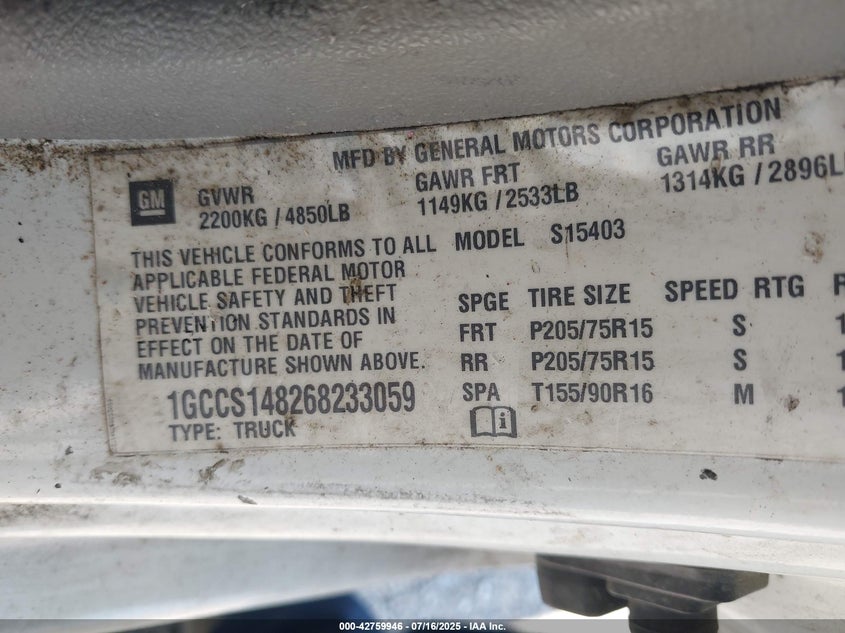 MFD BY GENERAL MOTORS CORPORATION
GM
GVWR
2200KG / 4850LB
GAWR FRT
1149KG / 2533LB
GAWR RR
1314KG / 2896L
THIS VEHICLE CONFORMS TO ALL
APPLICABLE FEDERAL MOTOR
VEHICLE SAFETY AND THEFT
PREVENTION STANDARDS IN
EFFECT ON THE DATE OF
MANUFACTURE SHOWN ABOVE.
1GCCS148268233059
TYPE: TRUCK
MODEL S15403
SPGE TIRE SIZE SPEED RTG R
FRT P205/75R15 S 1
RR P205/75R15 S 1
SPA T155/90R16 M 1
000-42759946 - 07/16/2025 - IAA Inc.